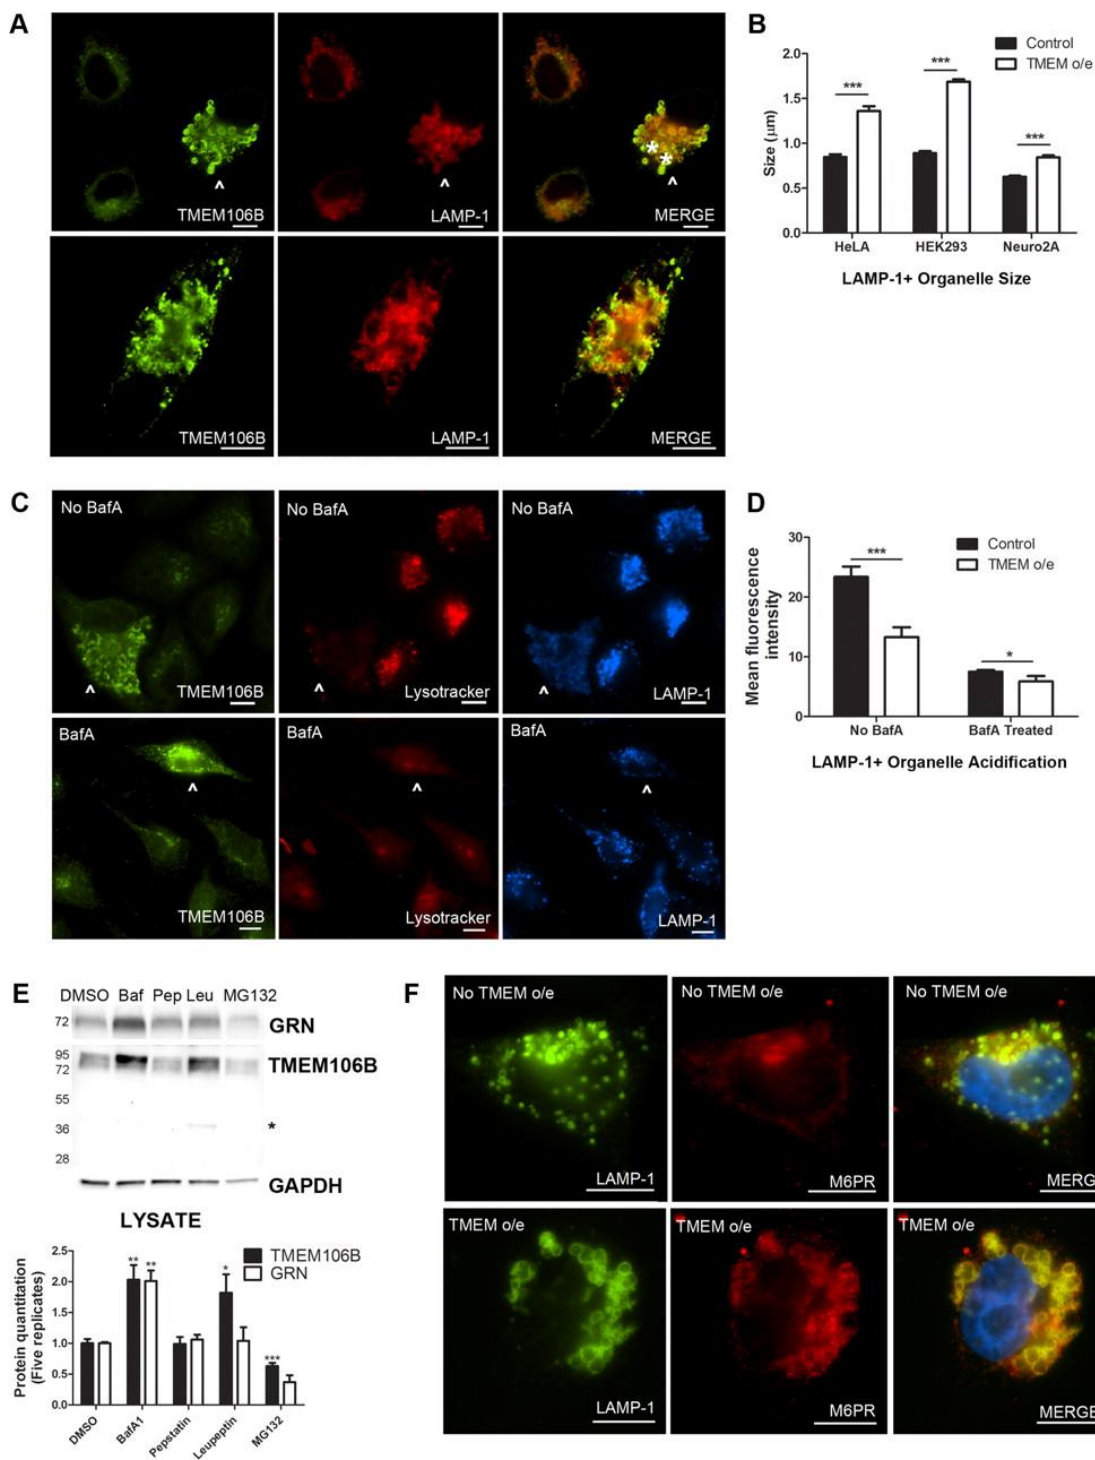 A
TMEM106B
LAMP-1
^
^
^
* *
MERGE
TMEM106B
LAMP-1
MERGE
B
Control
TMEM o/e
2.0
1.5
1.0
0.5
0.0
Size (μm)
***
***
***
HeLA
HEK293
Neuro2A
LAMP-1+ Organelle Size
C
No BafA
No BafA
No BafA
^
^
^
TMEM106B
Lysotracker
LAMP-1
BafA
BafA
BafA
^
^
^
TMEM106B
Lysotracker
LAMP-1
D
Control
TMEM o/e
30
20
10
0
Mean fluorescence
intensity
***
*
No BafA
BafA Treated
LAMP-1+ Organelle Acidification
E
DMSO Baf Pep Leu MG132
72
GRN
95
72
TMEM106B
55
36
*
28
GAPDH
LYSATE
TMEM106B
GRN
2.5
2.0
1.5
1.0
0.5
0.0
Protein quantitation
(Five replicates)
** **
*
***
DMSO
BafA1
Pepstatin
Leupeptin
MG132
F
No TMEM o/e
No TMEM o/e
No TMEM o/e
LAMP-1
M6PR
MERG
TMEM o/e
TMEM o/e
TMEM o/e
LAMP-1
M6PR
MERGE